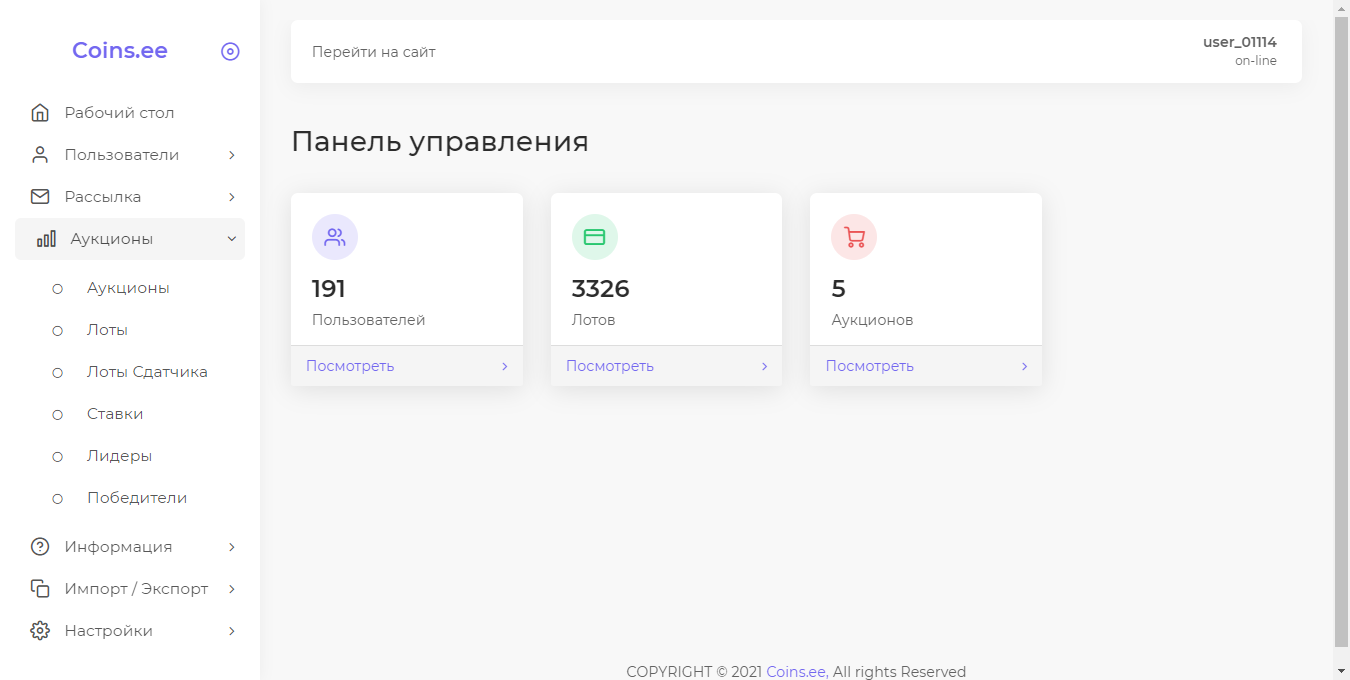 Coins.ee
Рабочий стол
Пользователи
Рассылка
Аукционы
Аукционы
Лоты
Лоты Сдатчика
Ставки
Лидеры
Победители
Информация
Импорт / Экспорт
Настройки
Перейти на сайт
user_01114
on-line
Панель управления
191
Пользователей
Посмотреть
3326
Лотов
Посмотреть
5
Аукционов
Посмотреть
COPYRIGHT © 2021 Coins.ee, All rights Reserved